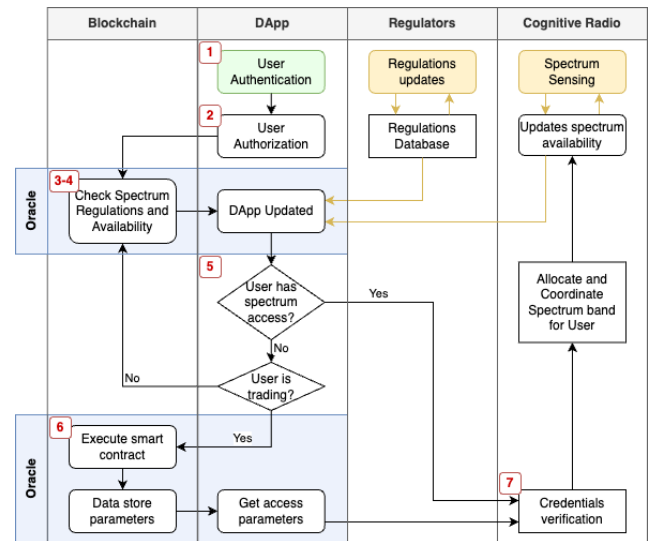 Blockchain
DApp
Regulators
Cognitive Radio
1
User
Authentication
Regulations
updates
Spectrum
Sensing
2
User
Authorization
Regulations
Database
Updates spectrum
availability
Oracle
3-4
Check Spectrum
Regulations and
Availability
DApp Updated
5
User has
spectrum
access?
Yes
Allocate and
Coordinate
Spectrum band
for User
No
User is
trading?
No
Yes
Oracle
6
Execute smart
contract
7
Data store
parameters
Get access
parameters
Credentials
verification